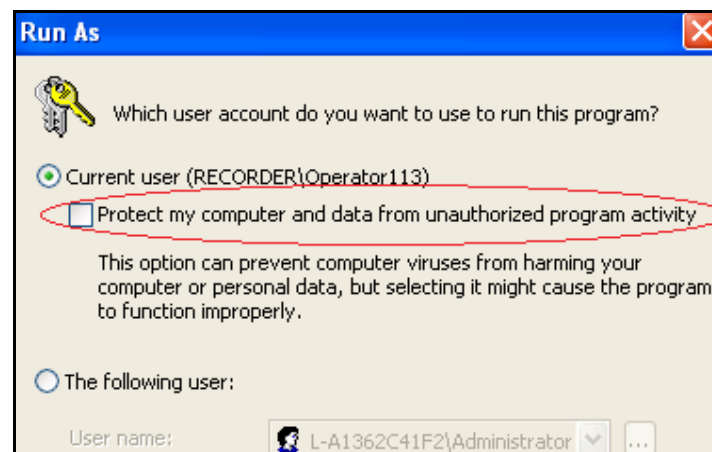 Run As
Which user account do you want to use to run this program?
Current user (RECORDER\Operator113)
Protect my computer and data from unauthorized program activity
This option can prevent computer viruses from harming your
computer or personal data, but selecting it might cause the program
to function improperly.
The following user:
User name:
L-A1362C41F2\Administrator
...